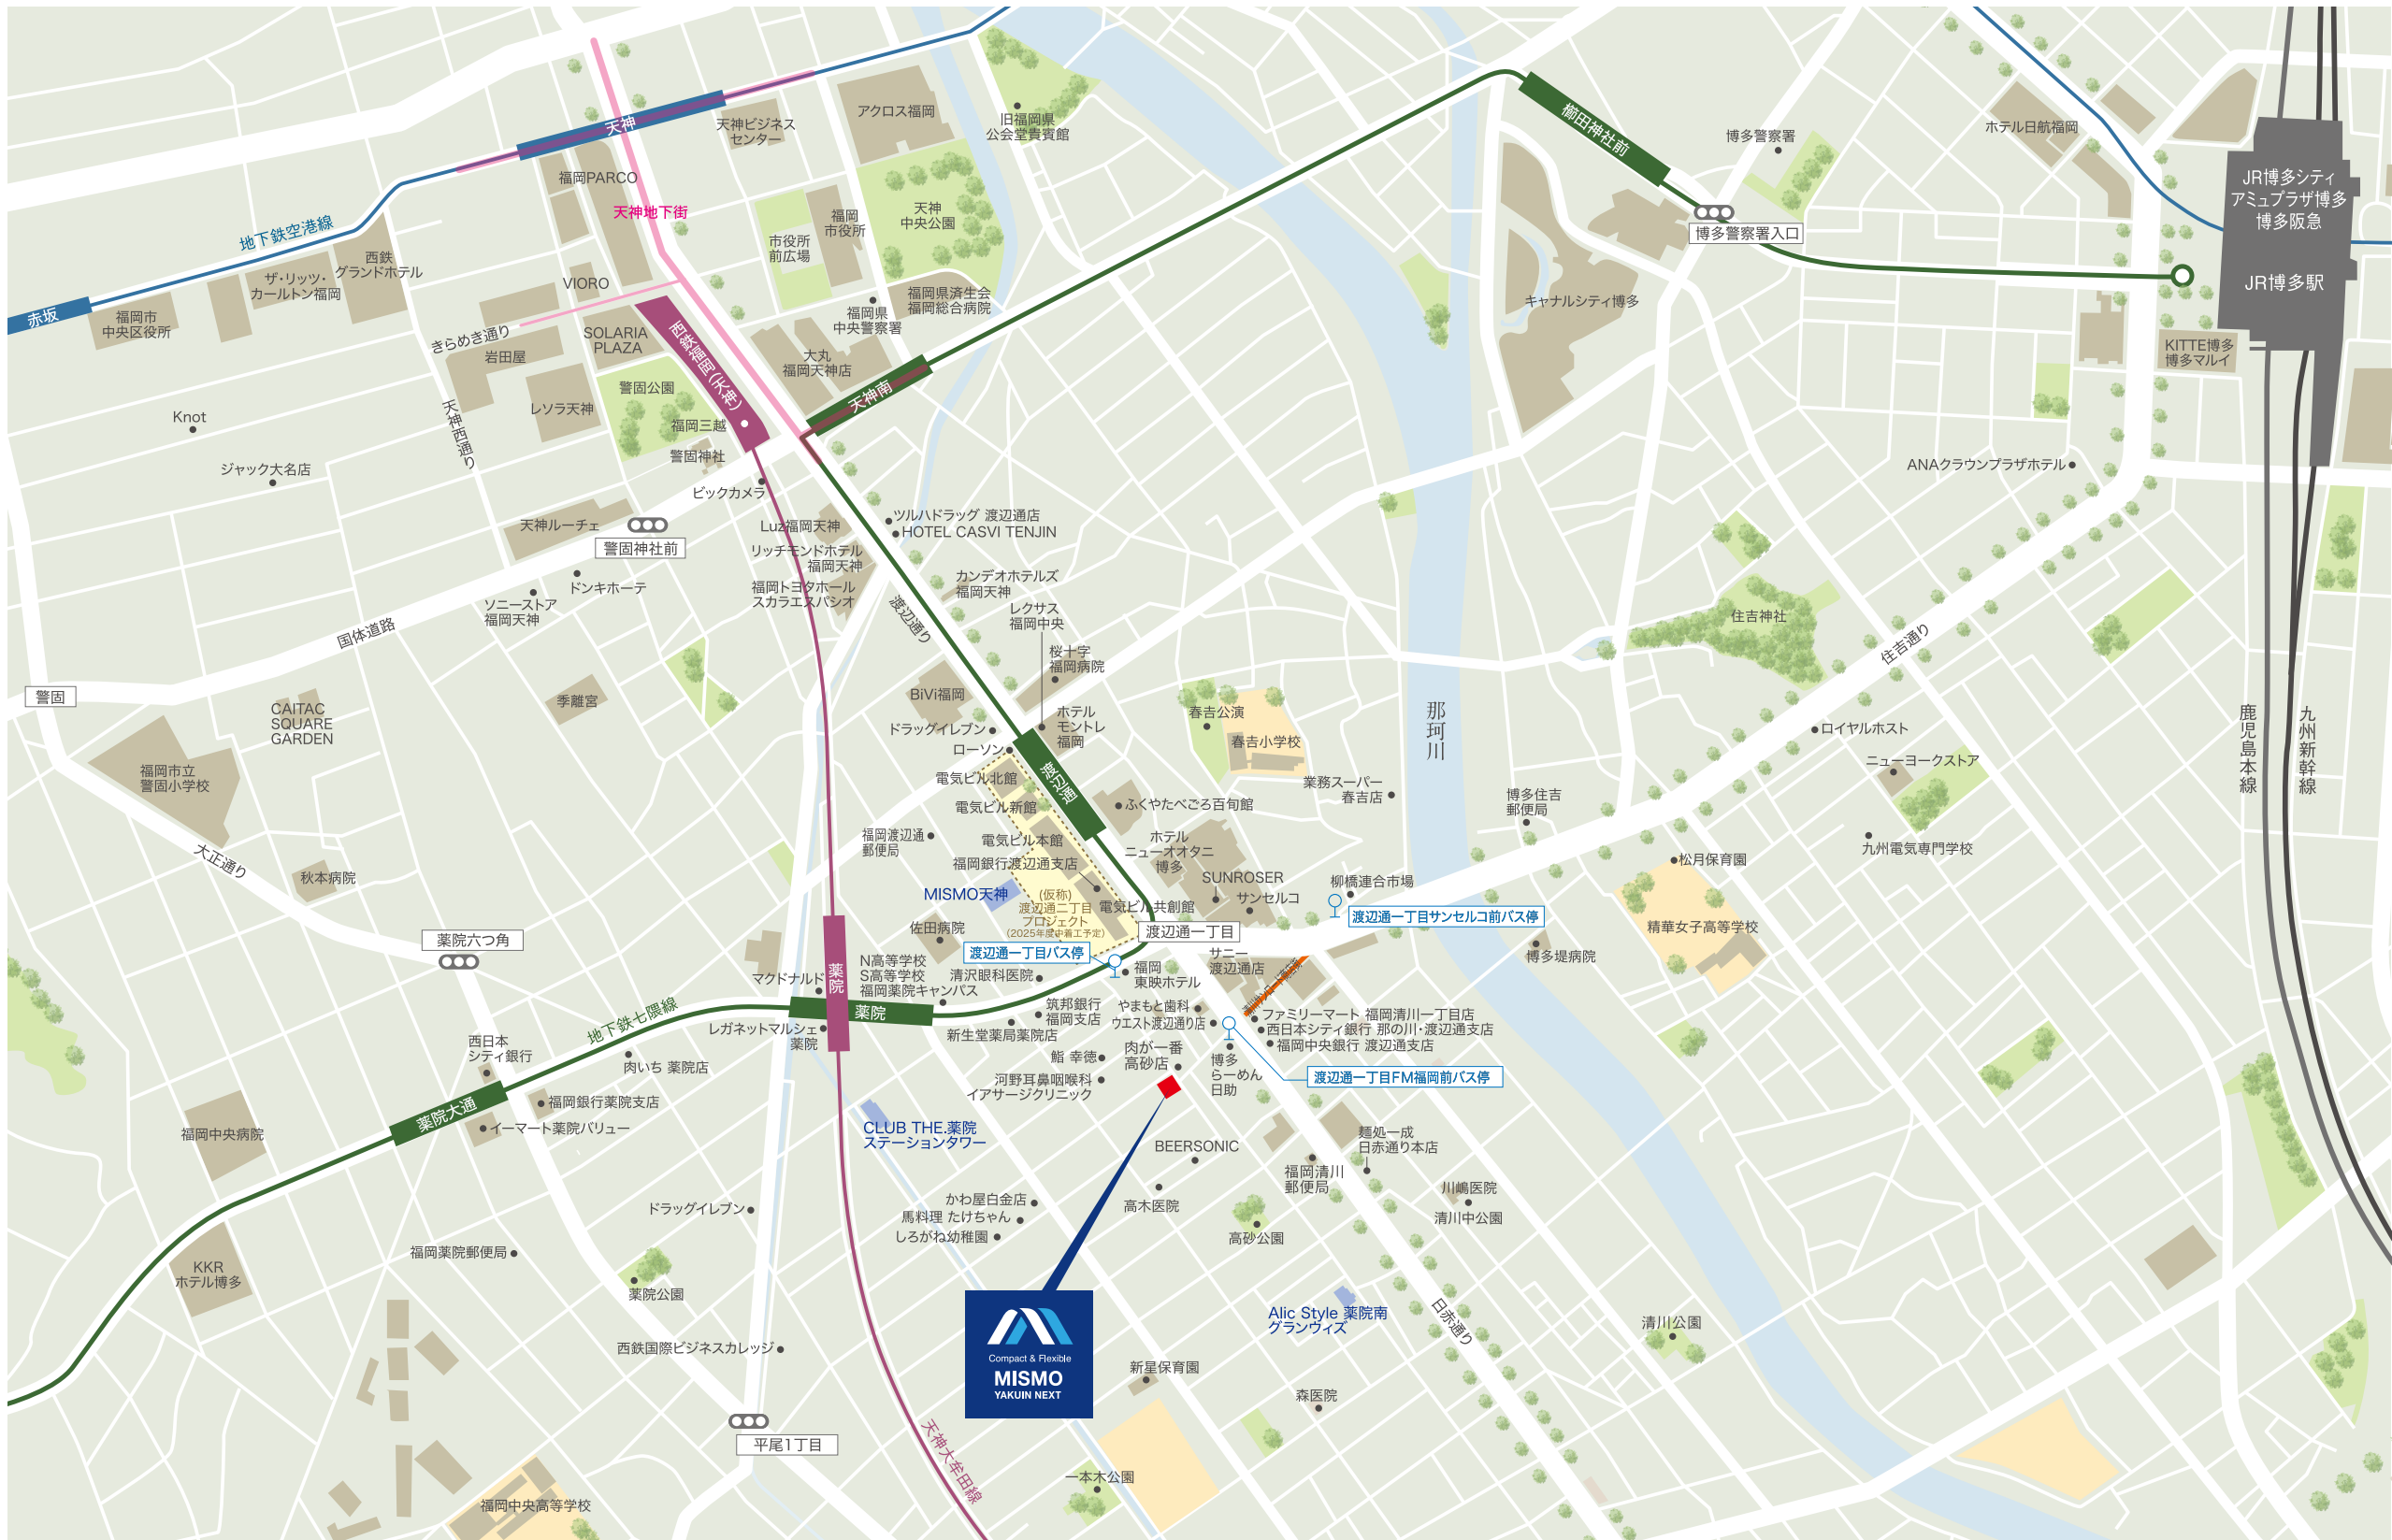 天神
天神ビジネス
センター
アクロス福岡
旧福岡県
公会堂貴賓館
櫛田神社前
博多警察署
ホテル日航福岡
JR博多シティ
アミュプラザ博多
博多阪急
JR博多駅
福岡PARCO
天神地下街
市役所
前広場
福岡
市役所
天神
中央公園
博多警察署入口
地下鉄空港線
西鉄
グランドホテル
ザ・リッツ・
カールトン福岡
VIORO
福岡県済生会
福岡総合病院
福岡県
中央警察署
キャナルシティ博多
赤坂
福岡市
中央区役所
きらめき通り
SOLARIA
PLAZA
西鉄福岡(天神)
大丸
福岡天神店
KITTE博多
博多マルイ
岩田屋
警固公園
天神南
レソラ天神
Knot
天神西通り
福岡三越
警固神社
ジャック大名店
ビックカメラ
ANAクラウンプラザホテル
天神ルーチェ
警固神社前
Luz福岡天神
ツルハドラッグ 渡辺通店
HOTEL CASVI TENJIN
リッチモンドホテル
福岡天神
ドンキホーテ
福岡トヨタホール
スカラエスパシオ
カンデオホテルズ
福岡天神
ソニーストア
福岡天神
渡辺通り
レクサス
福岡中央
住吉神社
国体道路
住吉通り
桜十字
福岡病院
警固
季離宮
BiVi福岡
CAITAC
SQUARE
GARDEN
ドラッグイレブン
ホテル
モントレ
福岡
春吉公演
春吉小学校
那珂川
ロイヤルホスト
鹿児島本線
九州新幹線
ローソン
福岡市立
警固小学校
電気ビル北館
渡辺通
ニューヨークストア
業務スーパー
春吉店
電気ビル新館
ふくやたべごろ百旬館
博多住吉
郵便局
福岡渡辺通
郵便局
電気ビル本館
ホテル
ニューオオタニ
博多
九州電気専門学校
大正通り
福岡銀行渡辺通支店
松月保育園
秋本病院
MISMO天神
(仮称)
渡辺通二丁目
プロジェクト
(2025年度中着工予定)
SUNROSER
サンセルコ
柳橋連合市場
電気ビル共創館
渡辺通一丁目サンセルコ前バス停
佐田病院
渡辺通一丁目
精華女子高等学校
薬院六つ角
渡辺通一丁目バス停
サニー
渡辺通店
博多堤病院
薬院
N高等学校
S高等学校
福岡薬院キャンパス
清沢眼科医院
福岡
東映ホテル
マクドナルド
薬院
筑邦銀行
福岡支店
やまもと歯科
ウエスト渡辺通り店
ファミリーマート 福岡清川一丁目店
西日本シティ銀行 那の川・渡辺通支店
福岡中央銀行 渡辺通支店
地下鉄七隈線
レガネットマルシェ
薬院
新生堂薬局薬院店
西日本
シティ銀行
肉いち 薬院店
鮨 幸徳
肉が一番
高砂店
博多
らーめん
日助
渡辺通一丁目FM福岡前バス停
河野耳鼻咽喉科
イアサージクリニック
薬院大通
福岡銀行薬院支店
イーマート薬院バリュー
福岡中央病院
CLUB THE.薬院
ステーションタワー
BEERSONIC
麺処一成
日赤通り本店
福岡清川
郵便局
高木医院
川嶋医院
清川中公園
かわ屋白金店
馬料理 たけちゃん
しろがね幼稚園
ドラッグイレブン
高砂公園
福岡薬院郵便局
KKR
ホテル博多
薬院公園
Alic Style 薬院南
グランヴィズ
日赤通り
清川公園
西鉄国際ビジネスカレッジ
Compact & Flexible
MISMO
YAKUIN NEXT
新星保育園
森医院
平尾1丁目
天神大牟田線
一本木公園
福岡中央高等学校